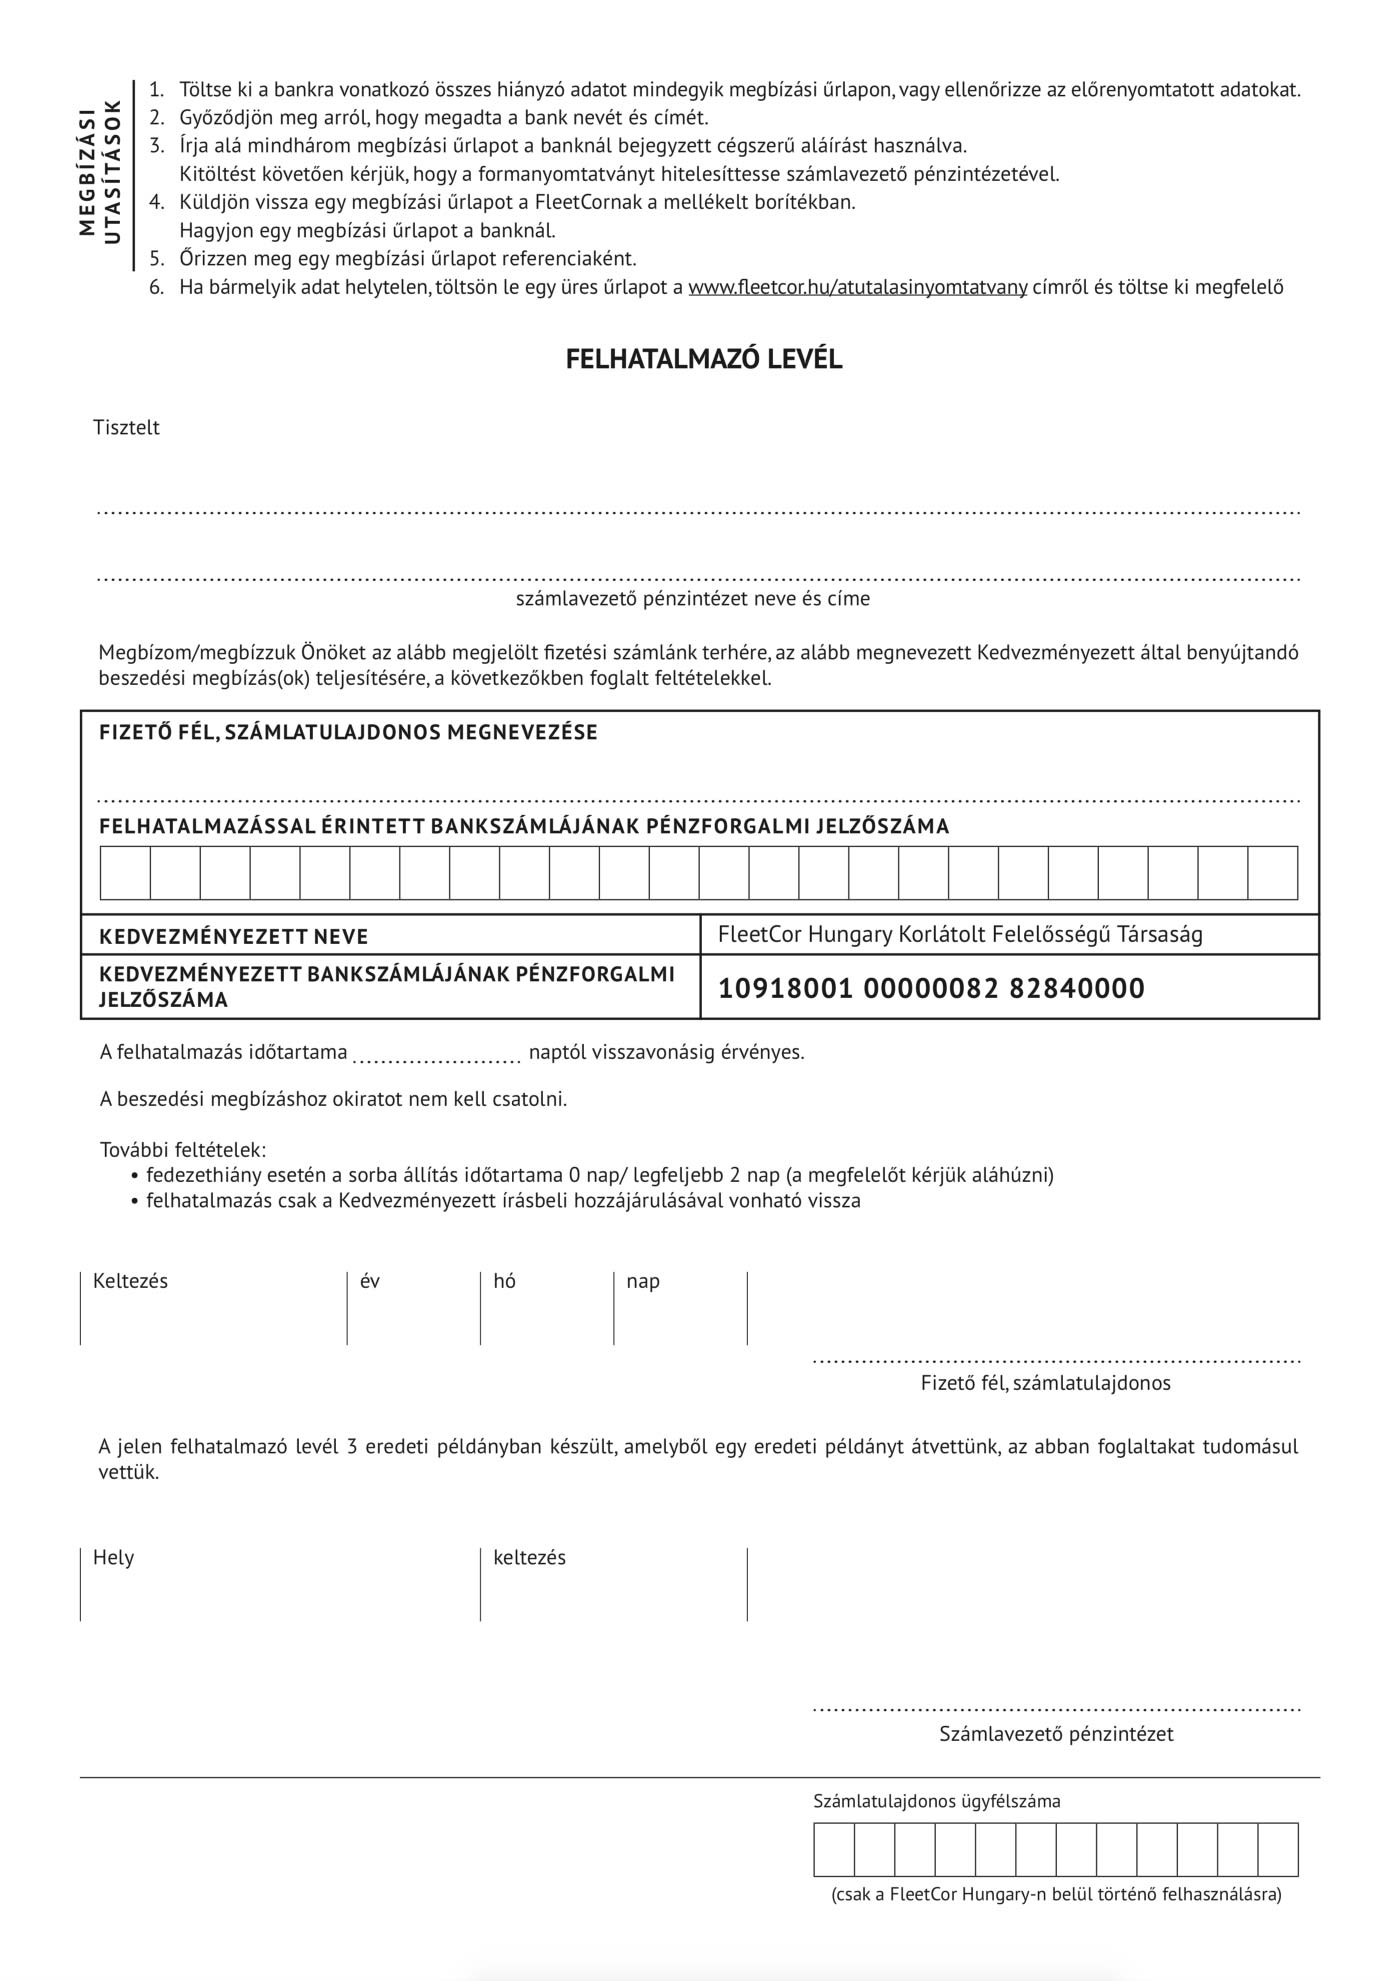 MEGBÍZÁSI
UTASÍTÁSOK
1. Töltse ki a bankra vonatkozó összes hiányzó adatot mindegyik megbízási űrlapon, vagy ellenőrizze az előrenyomtatott adatokat.
2. Győződjön meg arról, hogy megadta a bank nevét és címét.
3. Írja alá mindhárom megbízási űrlapot a banknál bejegyzett cégszerű aláírást használva.
Kitöltést követően kérjük, hogy a formanyomtatványt hitelesíttesse számlavezető pénzintézetével.
4. Küldjön vissza egy megbízási űrlapot a FleetCornak a mellékelt borítékban.
Hagyjon egy megbízási űrlapot a banknál.
5. Őrizzen meg egy megbízási űrlapot referenciaként.
6. Ha bármelyik adat helytelen, töltsön le egy üres űrlapot a www.fleetcor.hu/atutalasinyomtatvany címről és töltse ki megfelelő
FELHATALMAZÓ LEVÉL
Tisztelt
számlavezető pénzintézet neve és címe
Megbízom/megbízzuk Önöket az alább megjelölt fizetési számlánk terhére, az alább megnevezett Kedvezményezett által benyújtandó
beszedési megbízás(ok) teljesítésére, a következőkben foglalt feltételekkel.
FIZETŐ FÉL, SZÁMLATULAJDONOS MEGNEVEZÉSE
FELHATALMAZÁSSAL ÉRINTETT BANKSZÁMLÁJÁNAK PÉNZFORGALMI JELZŐSZÁMA
KEDVEZMÉNYEZETT NEVE
FleetCor Hungary Korlátolt Felelősségű Társaság
KEDVEZMÉNYEZETT BANKSZÁMLÁJÁNAK PÉNZFORGALMI
JELZŐSZÁMA
10918001 00000082 82840000
A felhatalmazás időtartama ........................ naptól visszavonásig érvényes.
A beszedési megbízáshoz okiratot nem kell csatolni.
További feltételek:
• fedezethiány esetén a sorba állítás időtartama 0 nap/ legfeljebb 2 nap (a megfelelőt kérjük aláhúzni)
• felhatalmazás csak a Kedvezményezett írásbeli hozzájárulásával vonható vissza
Keltezés év hó nap
Fizető fél, számlatulajdonos
A jelen felhatalmazó levél 3 eredeti példányban készült, amelyből egy eredeti példányt átvettünk, az abban foglaltakat tudomásul
vettük.
Hely keltezés
Számlavezető pénzintézet
Számlatulajdonos ügyfélszáma
(csak a FleetCor Hungary-n belül történő felhasználásra)